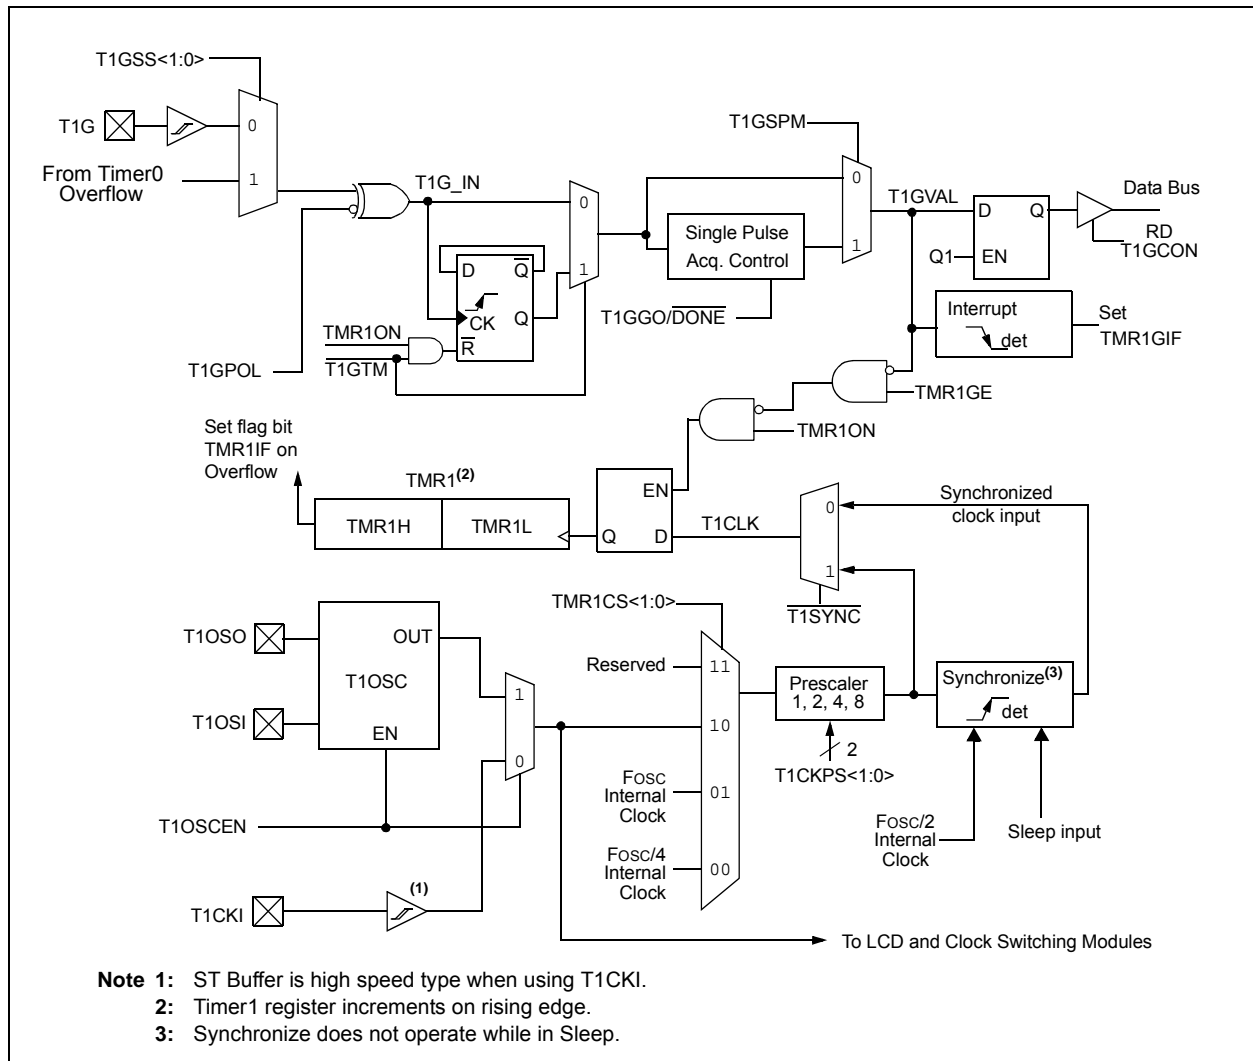 T1GSS<1:0>
T1G
0
From Timer0
Overflow
1
T1G_IN
0
1
D
Q
CK
Q
R
TMR1ON
T1GTM
T1GPOL
T1GSPM
0
1
Single Pulse
Acq. Control
T1GGO/DONE
T1GVAL
D
Q
Q1
EN
Data Bus
RD
T1GCON
Interrupt
det
Set
TMR1GIF
TMR1GE
TMR1ON
Set flag bit
TMR1IF on
Overflow
TMR1(2)
TMR1H
TMR1L
EN
Q
D
T1CLK
0
1
T1SYNC
Synchronized
clock input
TMR1CS<1:0>
T1OSO
OUT
T1OSC
T1OSI
EN
1
0
T1OSCEN
(1)
T1CKI
Reserved
11
10
FOSC
Internal
Clock
01
FOSC/4
Internal
Clock
00
Prescaler
1, 2, 4, 8
2
T1CKPS<1:0>
Synchronize(3)
det
FOSC/2
Internal
Clock
Sleep input
To LCD and Clock Switching Modules
Note 1: ST Buffer is high speed type when using T1CKI.
2: Timer1 register increments on rising edge.
3: Synchronize does not operate while in Sleep.